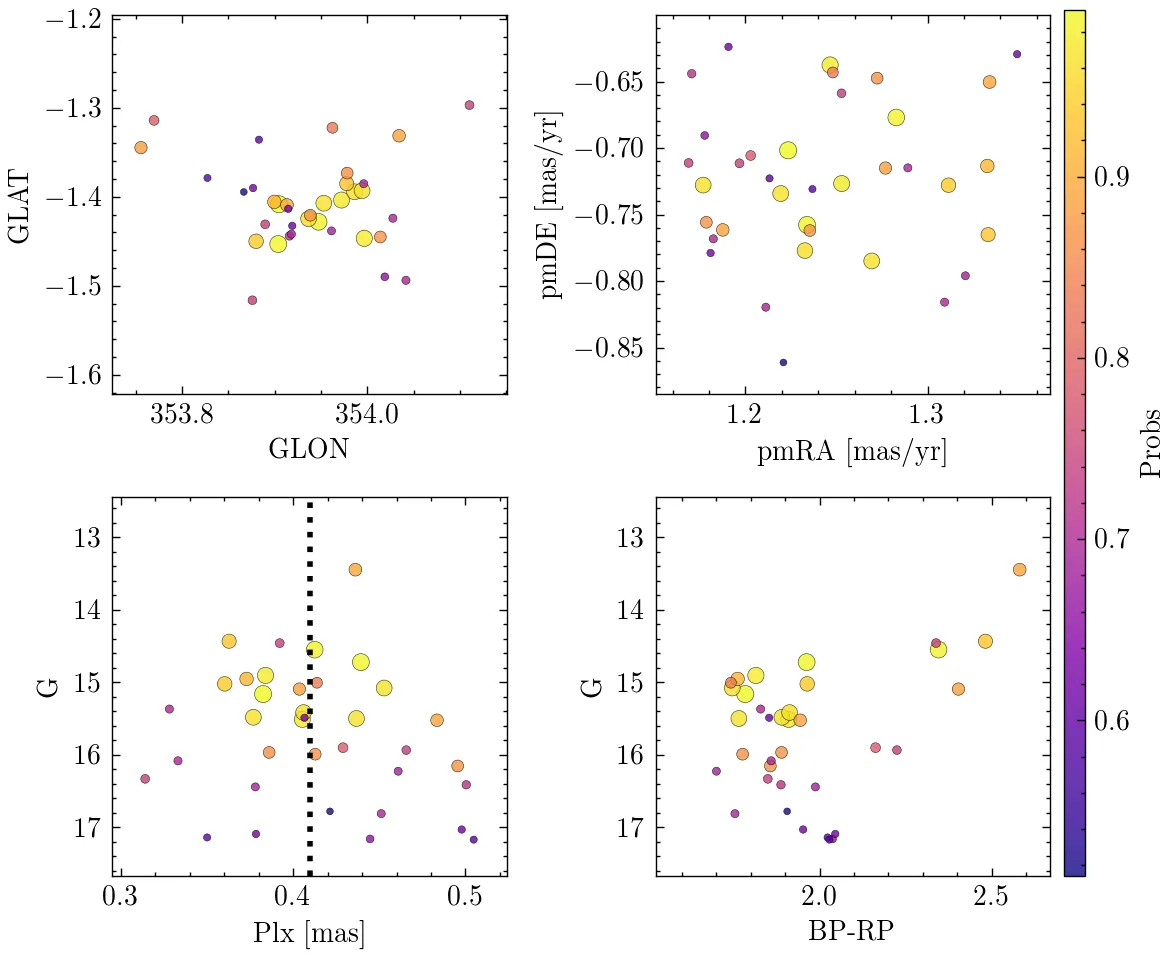 −1.2
−1.3
−1.4
−1.5
−1.6
GLAT
353.8 354.0
GLON
−0.65
−0.70
−0.75
−0.80
−0.85
pmDE [mas/yr]
1.2 1.3
pmRA [mas/yr]
13
14
15
16
17
G
0.3 0.4 0.5
Plx [mas]
13
14
15
16
17
G
2.0 2.5
BP-RP
0.9
0.8
0.7
0.6
Probs